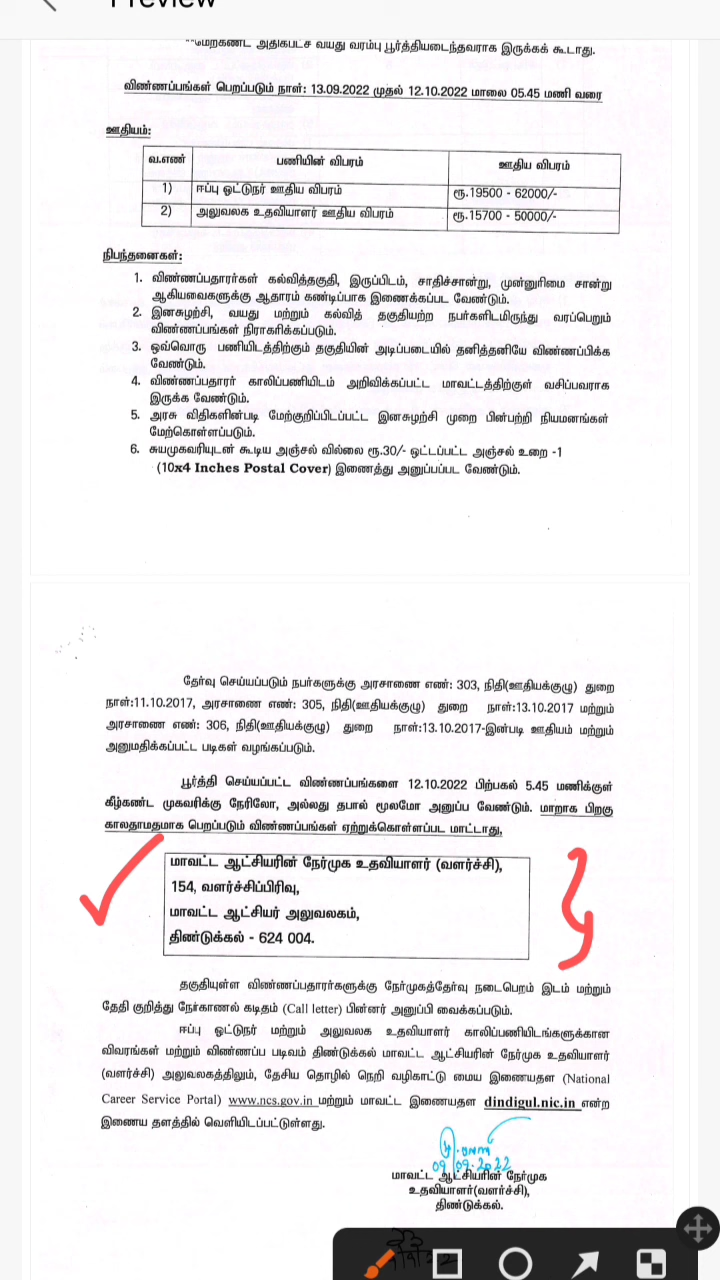 Preview
**மேற்கண்ட அதிகபட்ச வயது வரம்பு பூர்த்தியடைந்தவராக இருக்கக் கூடாது.
விண்ணப்பங்கள் பெறப்படும் நாள்: 13.09.2022 முதல் 12.10.2022 மாலை 05.45 மணி வரை
ஊதியம்:
வ.எண் பணியின் விபரம் ஊதிய விபரம்
1) ஈப்பு ஓட்டுநர் ஊதிய விபரம் ரூ.19500 - 62000/-
2) அலுவலக உதவியாளர் ஊதிய விபரம் ரூ.15700 - 50000/-
நிபந்தனைகள்:
1. விண்ணப்பதாரர்கள் கல்வித்தகுதி, இருப்பிடம், சாதிச்சான்று, முன்னுரிமை சான்று
ஆகியவைகளுக்கு ஆதாரம் கண்டிப்பாக இணைக்கப்பட வேண்டும்.
2. இனசுழற்சி, வயது மற்றும் கல்வித் தகுதியற்ற நபர்களிடமிருந்து வரப்பெறும்
விண்ணப்பங்கள் நிராகரிக்கப்படும்.
3. ஒவ்வொரு பணியிடத்திற்கும் தகுதியின் அடிப்படையில் தனித்தனியே விண்ணப்பிக்க
வேண்டும்.
4. விண்ணப்பதாரர் காலிப்பணியிடம் அறிவிக்கப்பட்ட மாவட்டத்திற்குள் வசிப்பவராக
இருக்க வேண்டும்.
5. அரசு விதிகளின்படி மேற்குறிப்பிடப்பட்ட இனசுழற்சி முறை பின்பற்றி நியமனங்கள்
மேற்கொள்ளப்படும்.
6. சுயமுகவரியுடன் கூடிய அஞ்சல் வில்லை ரூ.30/- ஒட்டப்பட்ட அஞ்சல் உறை -1
(10x4 Inches Postal Cover) இணைத்து அனுப்பப்பட வேண்டும்.
தேர்வு செய்யப்படும் நபர்களுக்கு அரசாணை எண்: 303, நிதி(ஊதியக்குழு) துறை
நாள்:11.10.2017, அரசாணை எண்: 305, நிதி(ஊதியக்குழு) துறை நாள்:13.10.2017 மற்றும்
அரசாணை எண்: 306, நிதி(ஊதியக்குழு) துறை நாள்:13.10.2017-இன்படி ஊதியம் மற்றும்
அனுமதிக்கப்பட்ட படிகள் வழங்கப்படும்.
பூர்த்தி செய்யப்பட்ட விண்ணப்பங்களை 12.10.2022 பிற்பகல் 5.45 மணிக்குள்
கீழ்கண்ட முகவரிக்கு நேரிலோ, அல்லது தபால் மூலமோ அனுப்ப வேண்டும். மாறாக பிறகு
காலதாமதமாக பெறப்படும் விண்ணப்பங்கள் ஏற்றுக்கொள்ளப்பட மாட்டாது,
மாவட்ட ஆட்சியரின் நேர்முக உதவியாளர் (வளர்ச்சி),
154, வளர்ச்சிப்பிரிவு,
மாவட்ட ஆட்சியர் அலுவலகம்,
திண்டுக்கல் - 624 004.
தகுதியுள்ள விண்ணப்பதாரர்களுக்கு நேர்முகத்தேர்வு நடைபெறம் இடம் மற்றும்
தேதி குறித்து நேர்காணல் கடிதம் (Call letter) பின்னர் அனுப்பி வைக்கப்படும்.
ஈப்பு ஓட்டுநர் மற்றும் அலுவலக உதவியாளர் காலிப்பணியிடங்களுக்கான
விவரங்கள் மற்றும் விண்ணப்ப படிவம் திண்டுக்கல் மாவட்ட ஆட்சியரின் நேர்முக உதவியாளர்
(வளர்ச்சி) அலுவலகத்திலும், தேசிய தொழில் நெறி வழிகாட்டு மைய இணையதள (National
Career Service Portal) www.ncs.gov.in மற்றும் மாவட்ட இணையதள dindigul.nic.in என்ற
இணைய தளத்தில் வெளியிடப்பட்டுள்ளது.
09/09.2022
மாவட்ட ஆட்சியரின் நேர்முக
உதவியாளர்(வளர்ச்சி),
திண்டுக்கல்.